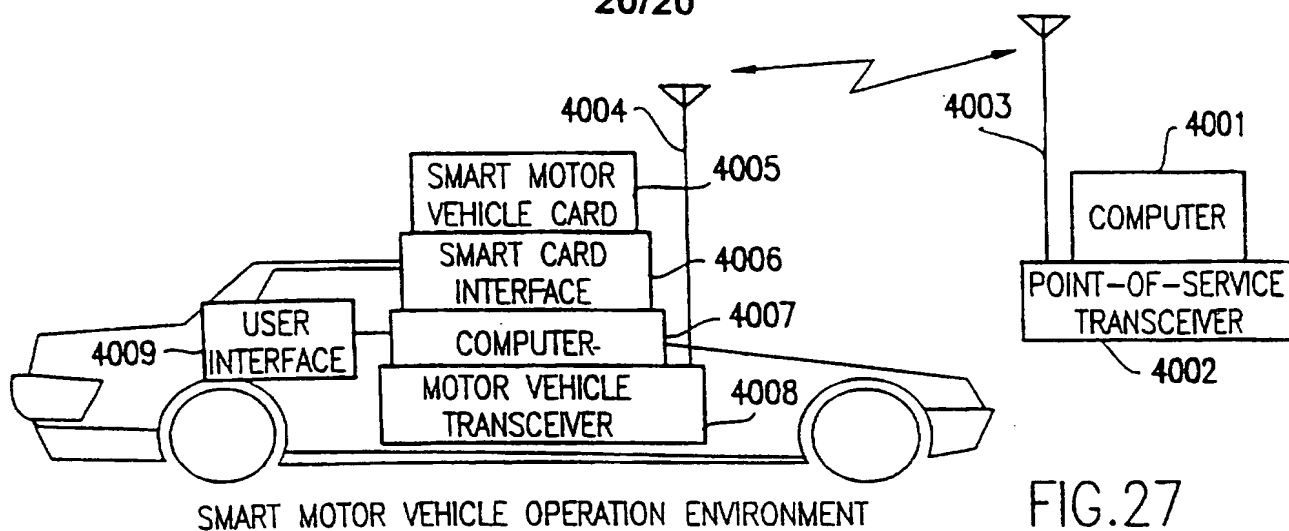 20/20
4004
4003
4001
SMART MOTOR
VEHICLE CARD
4005
COMPUTER
SMART CARD
INTERFACE
4006
POINT-OF-SERVICE
TRANSCEIVER
USER
INTERFACE
4009
COMPUTER-
4007
4002
MOTOR VEHICLE
TRANSCEIVER
4008
SMART MOTOR VEHICLE OPERATION ENVIRONMENT
FIG.27